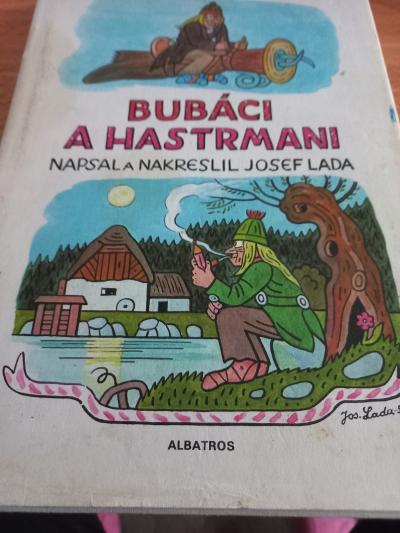 BUBÁCI
A HASTRMANI
NAPSAL A NAKRESLIL JOSEF LADA
Jos. Lada
ALBATROS